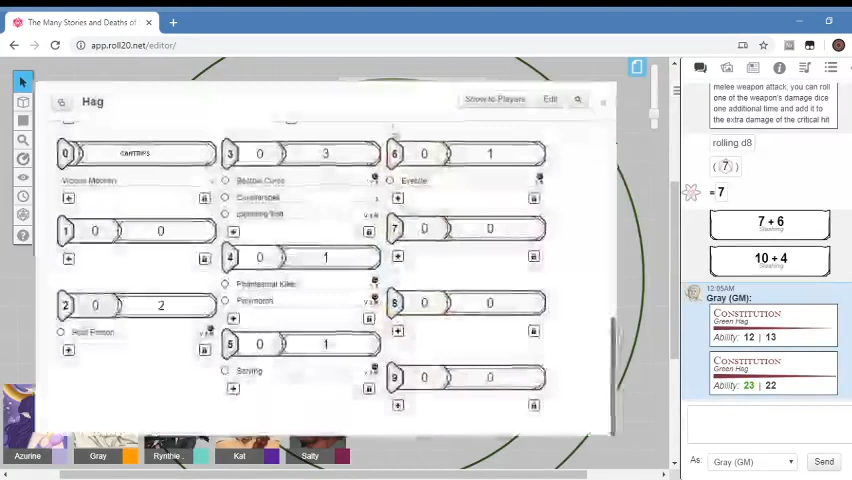 The Many Stories and Deaths of
app.roll20.net/editor/
Hag
Show to Players
Edit
0 CANTRIPS
Vicious Mockery
3 0 3
Bestow Curse
Counterspell
Lightning Bolt
6 0 1
Eyebite
1 0 0
4 0 1
Phantasmal Killer
Polymorph
7 0 0
2 0 2
Hold Person
5 0 1
Scrying
8 0 0
9 0 0
melee weapon attack, you can roll
one of the weapon's damage dice
one additional time and add it to
the extra damage of the critical hit
rolling d8
( 7 )
= 7
7 + 6
Slashing
10 + 4
Slashing
12:05AM
Gray (GM):
CONSTITUTION
Green Hag
Ability: 12 | 13
CONSTITUTION
Green Hag
Ability: 23 | 22
Azurine
Gray
Rynthie .
Kat
Salty
As:
Gray (GM)
Send